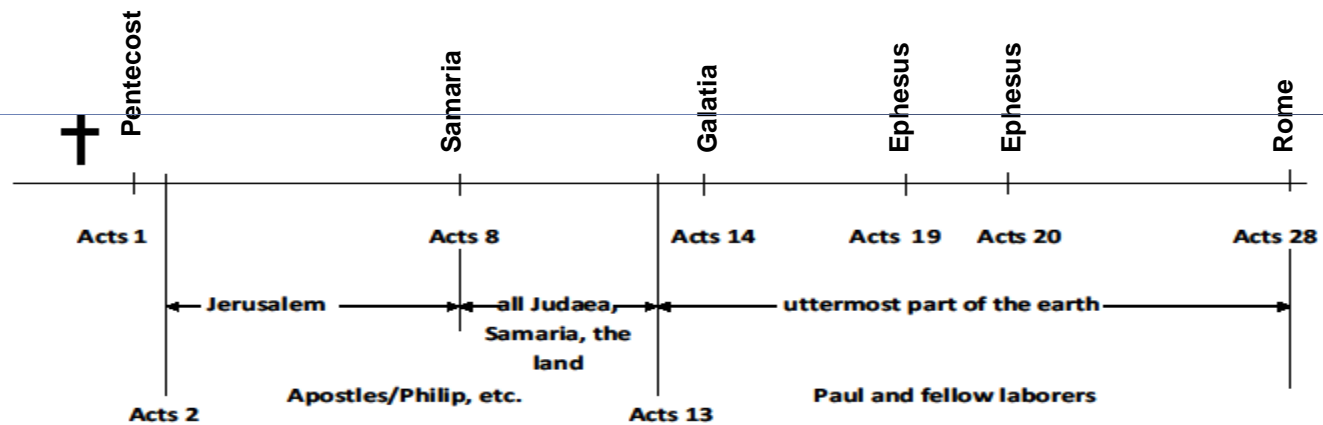 Pentecost
Samaria
Galatia
Ephesus
Ephesus
Rome
Acts 1
Acts 8
Acts 14
Acts 19
Acts 20
Acts 28
Jerusalem
all Judaea,
Samaria, the
land
uttermost part of the earth
Apostles/Philip, etc.
Paul and fellow laborers
Acts 2
Acts 13